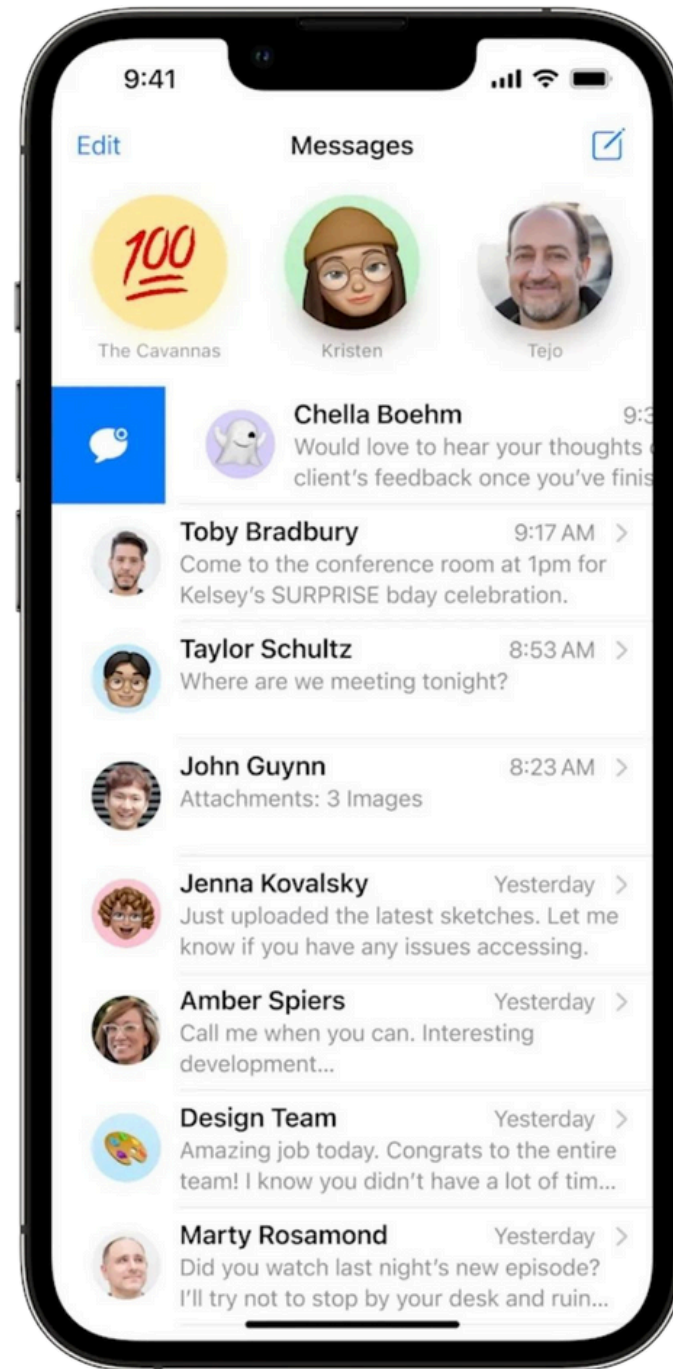 9:41
Edit Messages
100
The Cavannas Kristen Tejo
Chella Boehm 9:3
Would love to hear your thoughts
client's feedback once you've finis
Toby Bradbury 9:17 AM
Come to the conference room at 1pm for
Kelsey's SURPRISE bday celebration.
Taylor Schultz 8:53 AM
Where are we meeting tonight?
John Guynn 8:23 AM
Attachments: 3 Images
Jenna Kovalsky Yesterday
Just uploaded the latest sketches. Let me
know if you have any issues accessing.
Amber Spiers Yesterday
Call me when you can. Interesting
development...
Design Team Yesterday
Amazing job today. Congrats to the entire
team! I know you didn't have a lot of tim...
Marty Rosamond Yesterday
Did you watch last night's new episode?
I'll try not to stop by your desk and ruin...